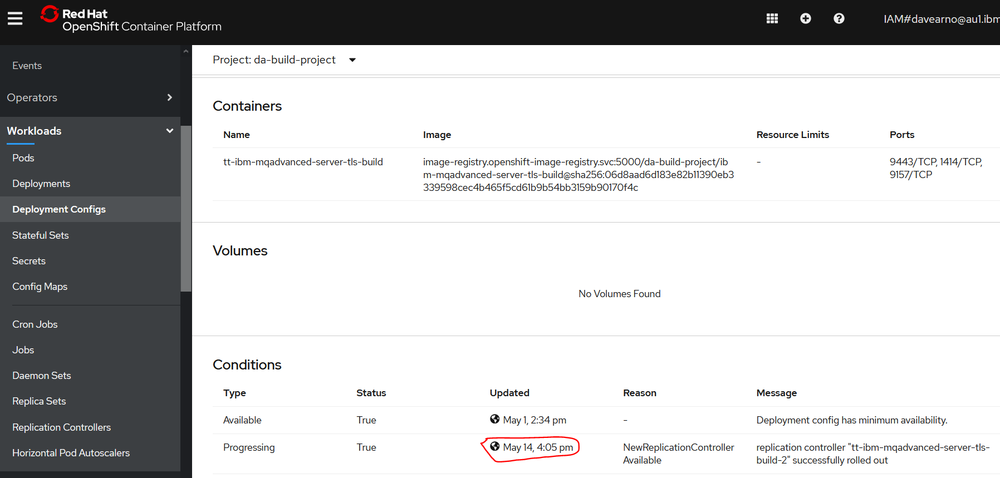 Red Hat
OpenShift Container Platform
IAM#davearno@au1.ibm
Events
Operators
Workloads
Pods
Deployments
Deployment Configs
Stateful Sets
Secrets
Config Maps
Cron Jobs
Jobs
Daemon Sets
Replica Sets
Replication Controllers
Horizontal Pod Autoscalers
Project: da-build-project
Containers
Name Image Resource Limits Ports
tt-ibm-mqadvanced-server-tls-build image-registry.openshift-image-registry.svc:5000/da-build-project/ib - 9443/TCP, 1414/TCP,
m-mqadvanced-server-tls-build@sha256:06d8aad6d183e82b11390eb3 9157/TCP
339598cec4b465f5cd61b9b54bb3159b90170f4c
Volumes
No Volumes Found
Conditions
Type Status Updated Reason Message
Available True May 1, 2:34 pm - Deployment config has minimum availability.
Progressing True May 14, 4:05 pm NewReplicationController replication controller "tt-ibm-mqadvanced-server-tls-
Available build-2" successfully rolled out